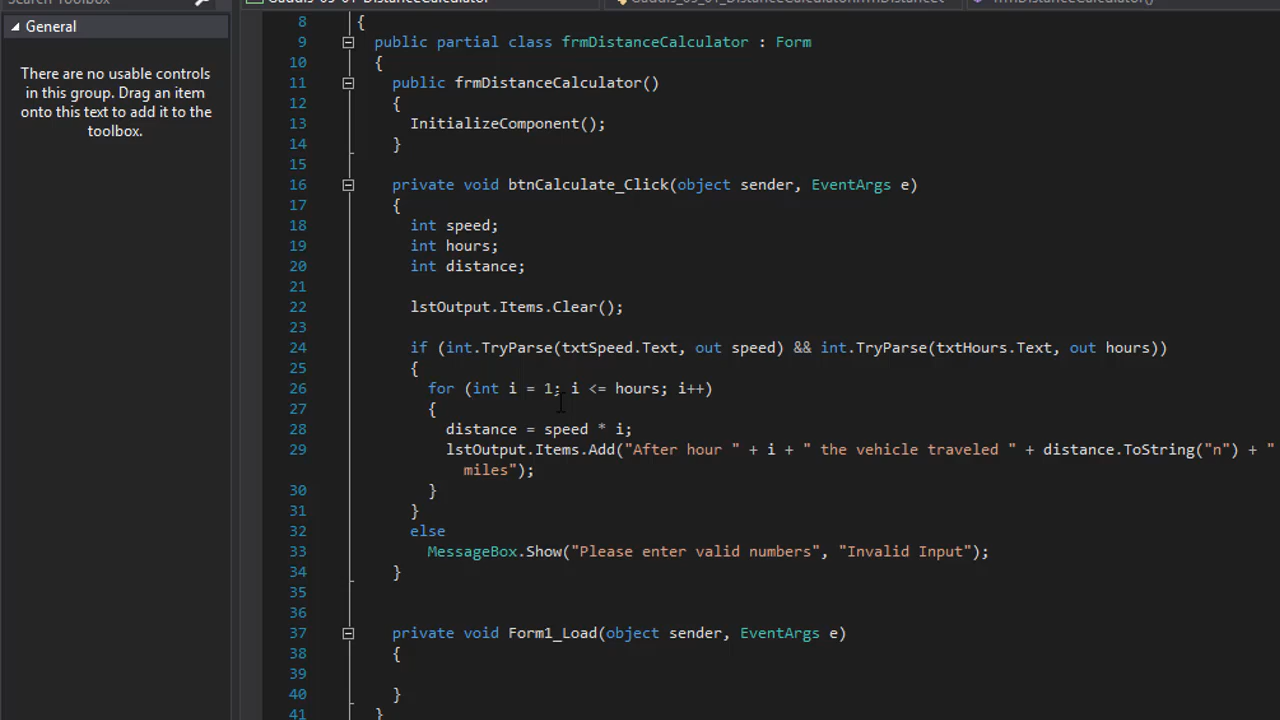 General
There are no usable controls
in this group. Drag an item
onto this text to add it to the
toolbox.
8 {
9 public partial class frmDistanceCalculator : Form
10 {
11 public frmDistanceCalculator()
12 {
13 InitializeComponent();
14 }
15
16 private void btnCalculate_Click(object sender, EventArgs e)
17 {
18 int speed;
19 int hours;
20 int distance;
21
22 lstOutput.Items.Clear();
23
24 if (int.TryParse(txtSpeed.Text, out speed) && int.TryParse(txtHours.Text, out hours))
25 {
26 for (int i = 1; i <= hours; i++)
27 {
28 distance = speed * i;
29 lstOutput.Items.Add("After hour " + i + " the vehicle traveled " + distance.ToString("n") + "
miles");
30 }
31 }
32 else
33 MessageBox.Show("Please enter valid numbers", "Invalid Input");
34 }
35
36
37 private void Form1_Load(object sender, EventArgs e)
38 {
39
40 }
41 }